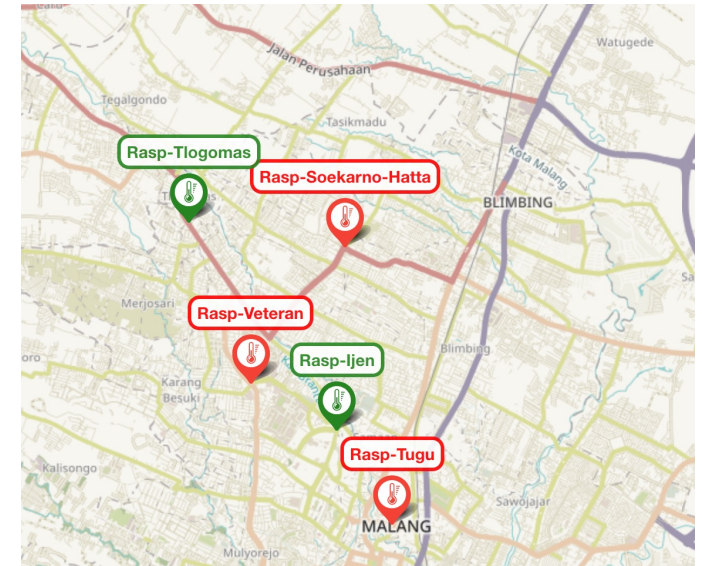 Watugede
Jalan Perusahaan
Tegalgondo
Tasikmadu
Rasp-Tlogomas
Kota Malang
Rasp-Soekarno-Hatta
BLIMBING
Merjosari
Rasp-Veteran
Blimbing
Rasp-Ijen
Karang
Besuki
Rasp-Tugu
Kalisongo
Sawojajar
MALANG
Mulyorejo